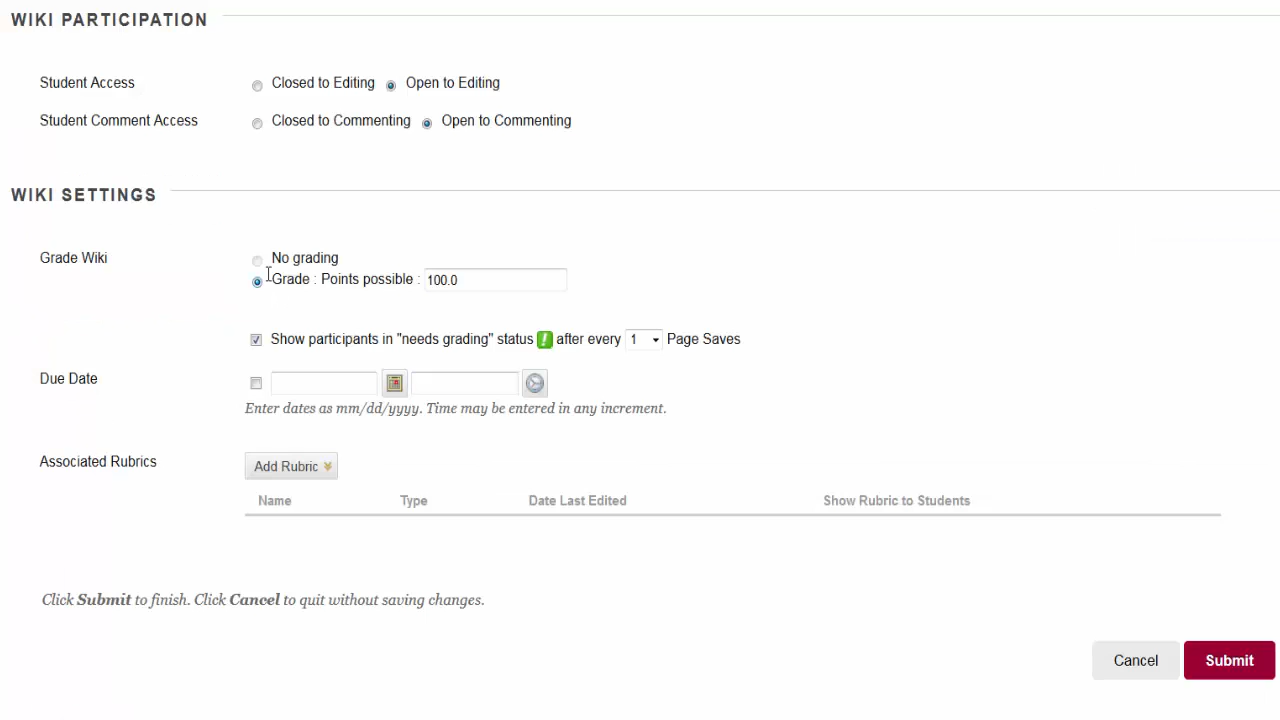 WIKI PARTICIPATION
Student Access Closed to Editing Open to Editing
Student Comment Access Closed to Commenting Open to Commenting
WIKI SETTINGS
Grade Wiki No grading
Grade : Points possible : 100.0
Show participants in "needs grading" status ! after every 1 Page Saves
Due Date
Enter dates as mm/dd/yyyy. Time may be entered in any increment.
Associated Rubrics Add Rubric
Name Type Date Last Edited Show Rubric to Students
Click Submit to finish. Click Cancel to quit without saving changes.
Cancel Submit